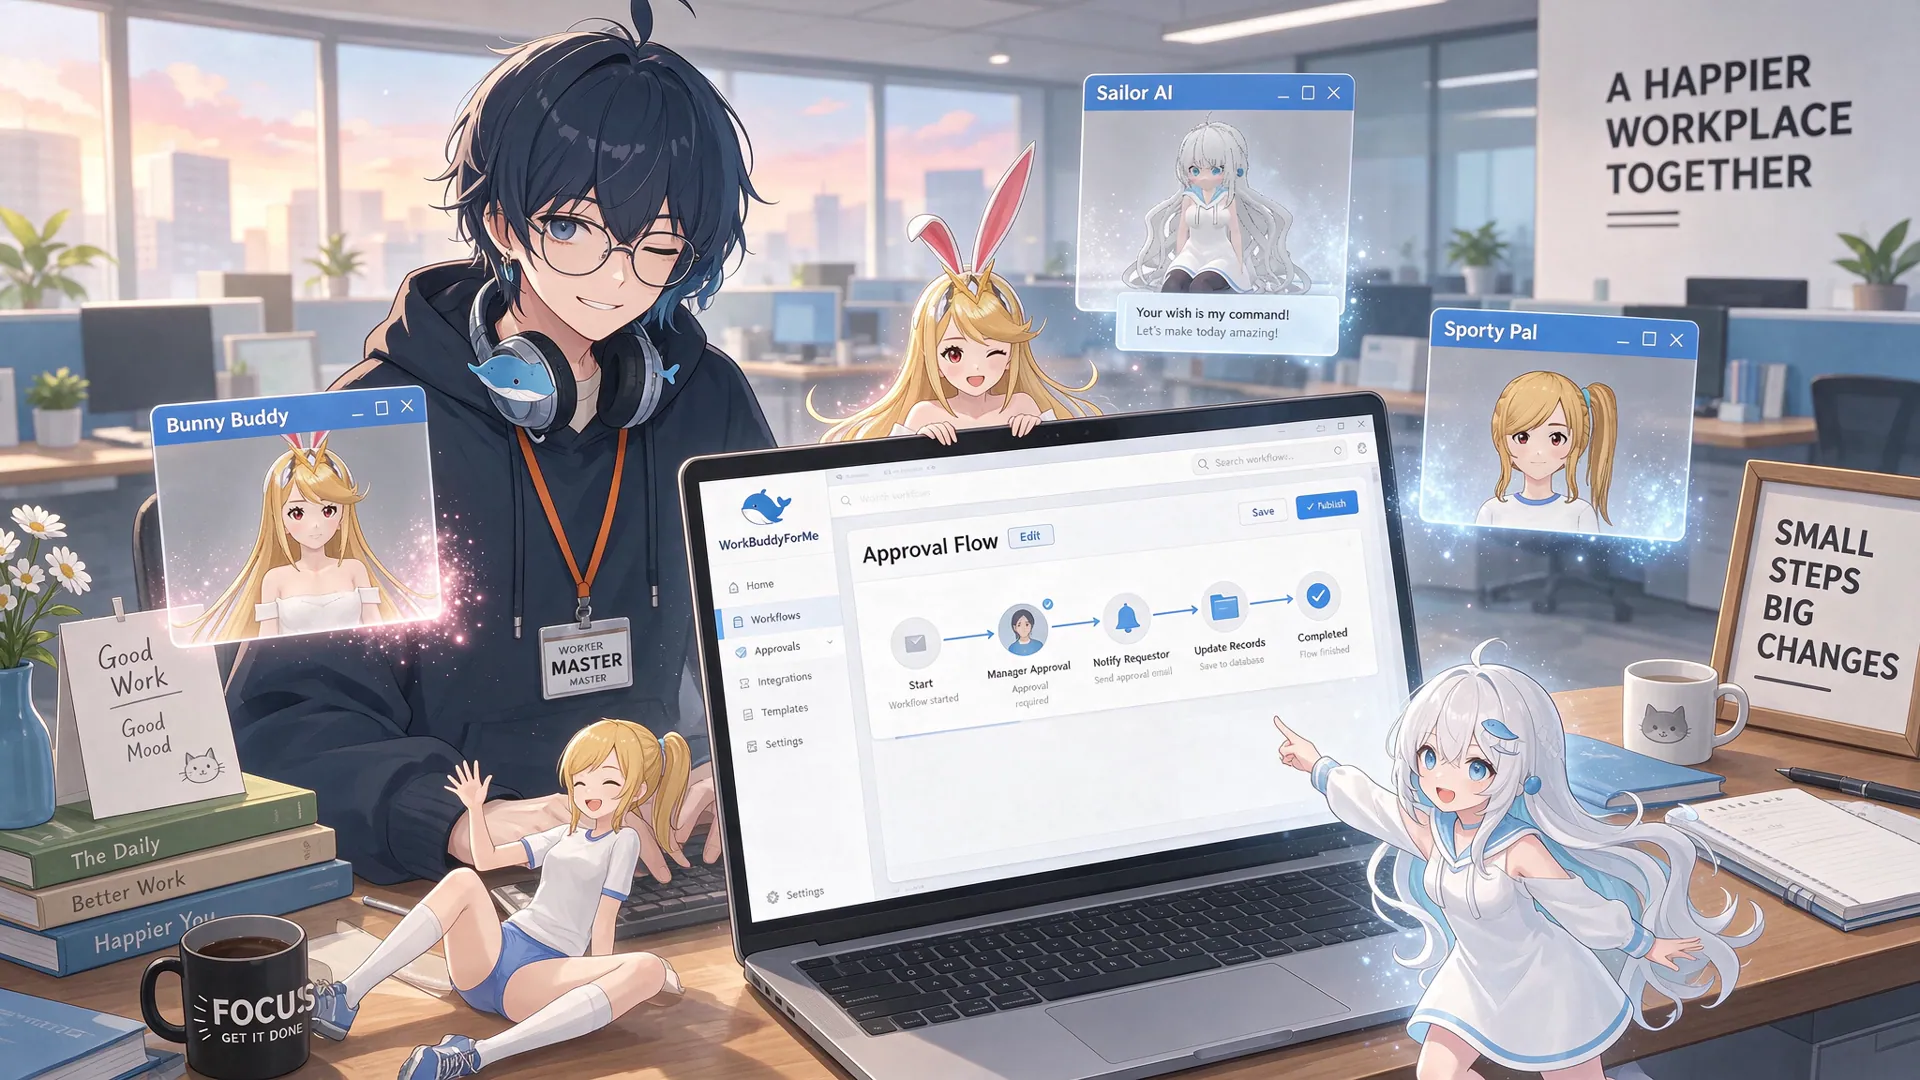 Sailor AI
Your wish is my command!
Let's make today amazing!
A HAPPIER
WORKPLACE
TOGETHER
Sporty Pal
Bunny Buddy
WORKER
MASTER
MASTER
Good
Work
Good
Mood
The Daily
Better Work
Happier You
FOCUS
GET IT DONE
WorkBuddyForMe
Home
Workflows
Approvals
Integrations
Templates
Settings
Settings
Search workflows...
Search workflows
Save
✓ Publish
Approval Flow
Edit
Start
Workflow started
Manager Approval
Approval
required
Notify Requestor
Send approval email
Update Records
Save to database
Completed
Flow finished
SMALL
STEPS
BIG
CHANGES